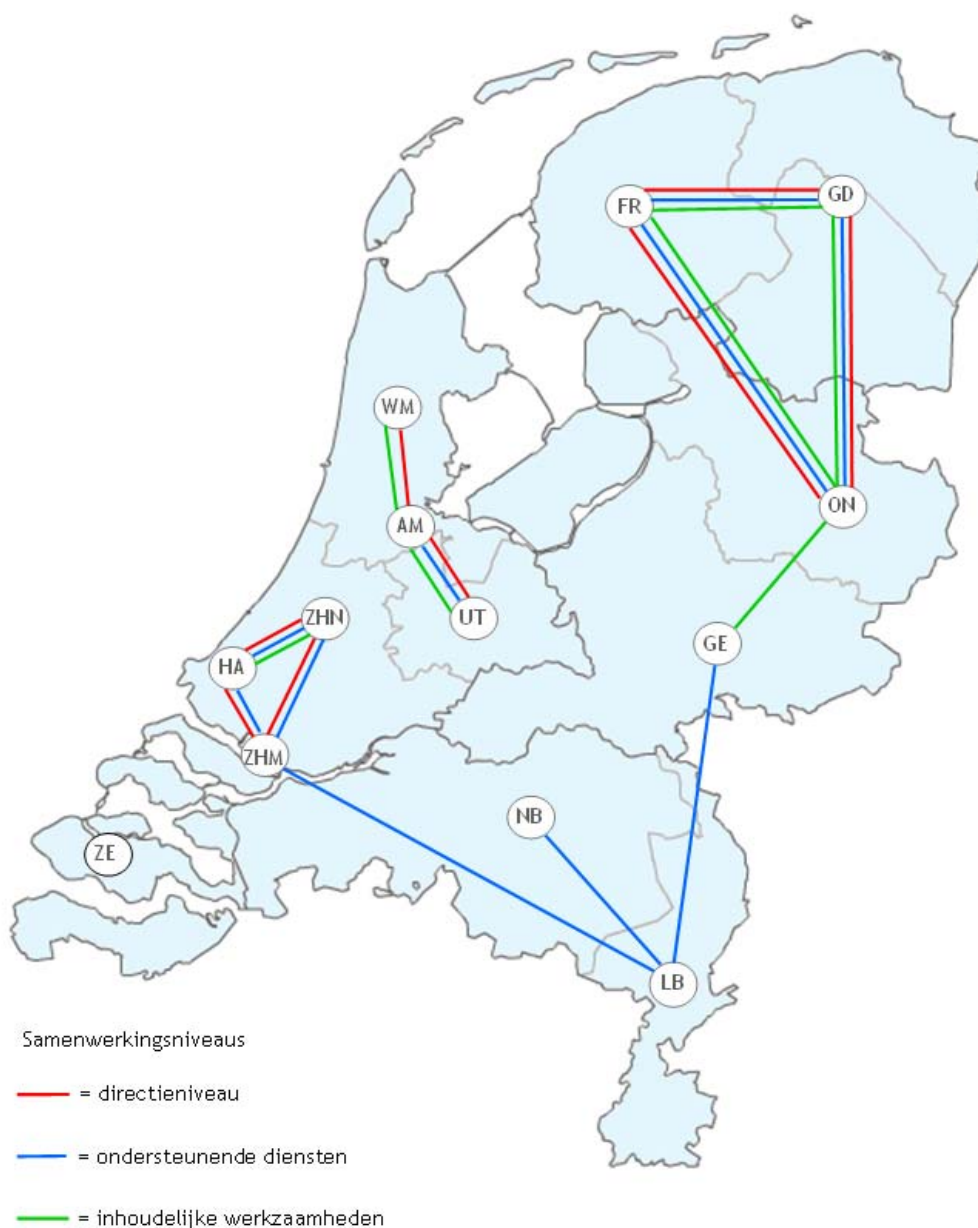 FR
GD
WM
ON
AM
ZHN
UT
GE
HA
ZHM
NB
ZE
LB
Samenwerkingsniveaus
= directieniveau
= ondersteunende diensten
= inhoudelijke werkzaamheden